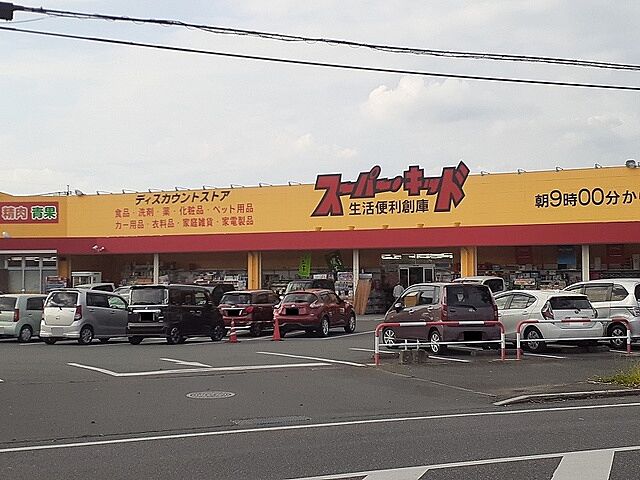 精肉 青果
ディスカウントストア
食品・洗剤・薬・化粧品・ペット用品
カー用品・衣料品・家庭雑貨・家電製品
スーパー・キッド
生活便利創庫
朝9時00分か